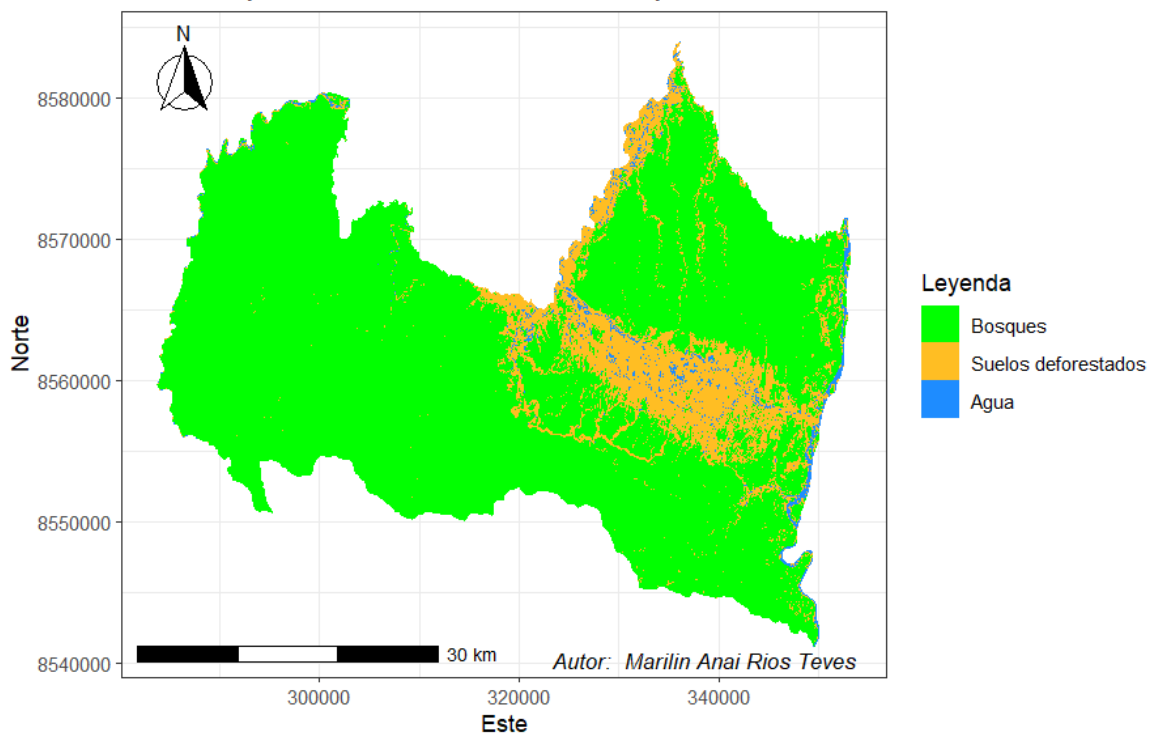 N
8580000
8570000
8560000
8550000
8540000
Norte
300000
320000
340000
Este
30 km
Autor: Marilin Anai Rios Teves
Leyenda
Bosques
Suelos deforestados
Agua